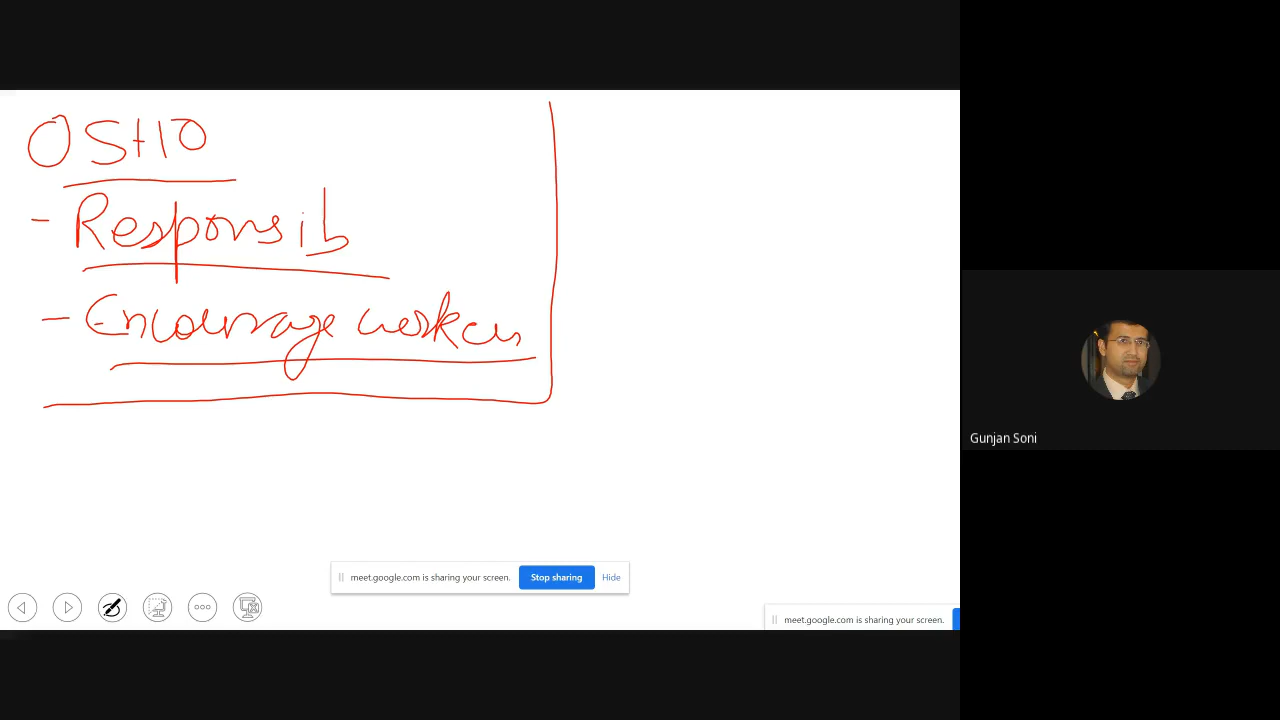 OSHO
- Responsib
- Encourage workers
Gunjan Soni
meet.google.com is sharing your screen.
Stop sharing
Hide
meet.google.com is sharing your screen.